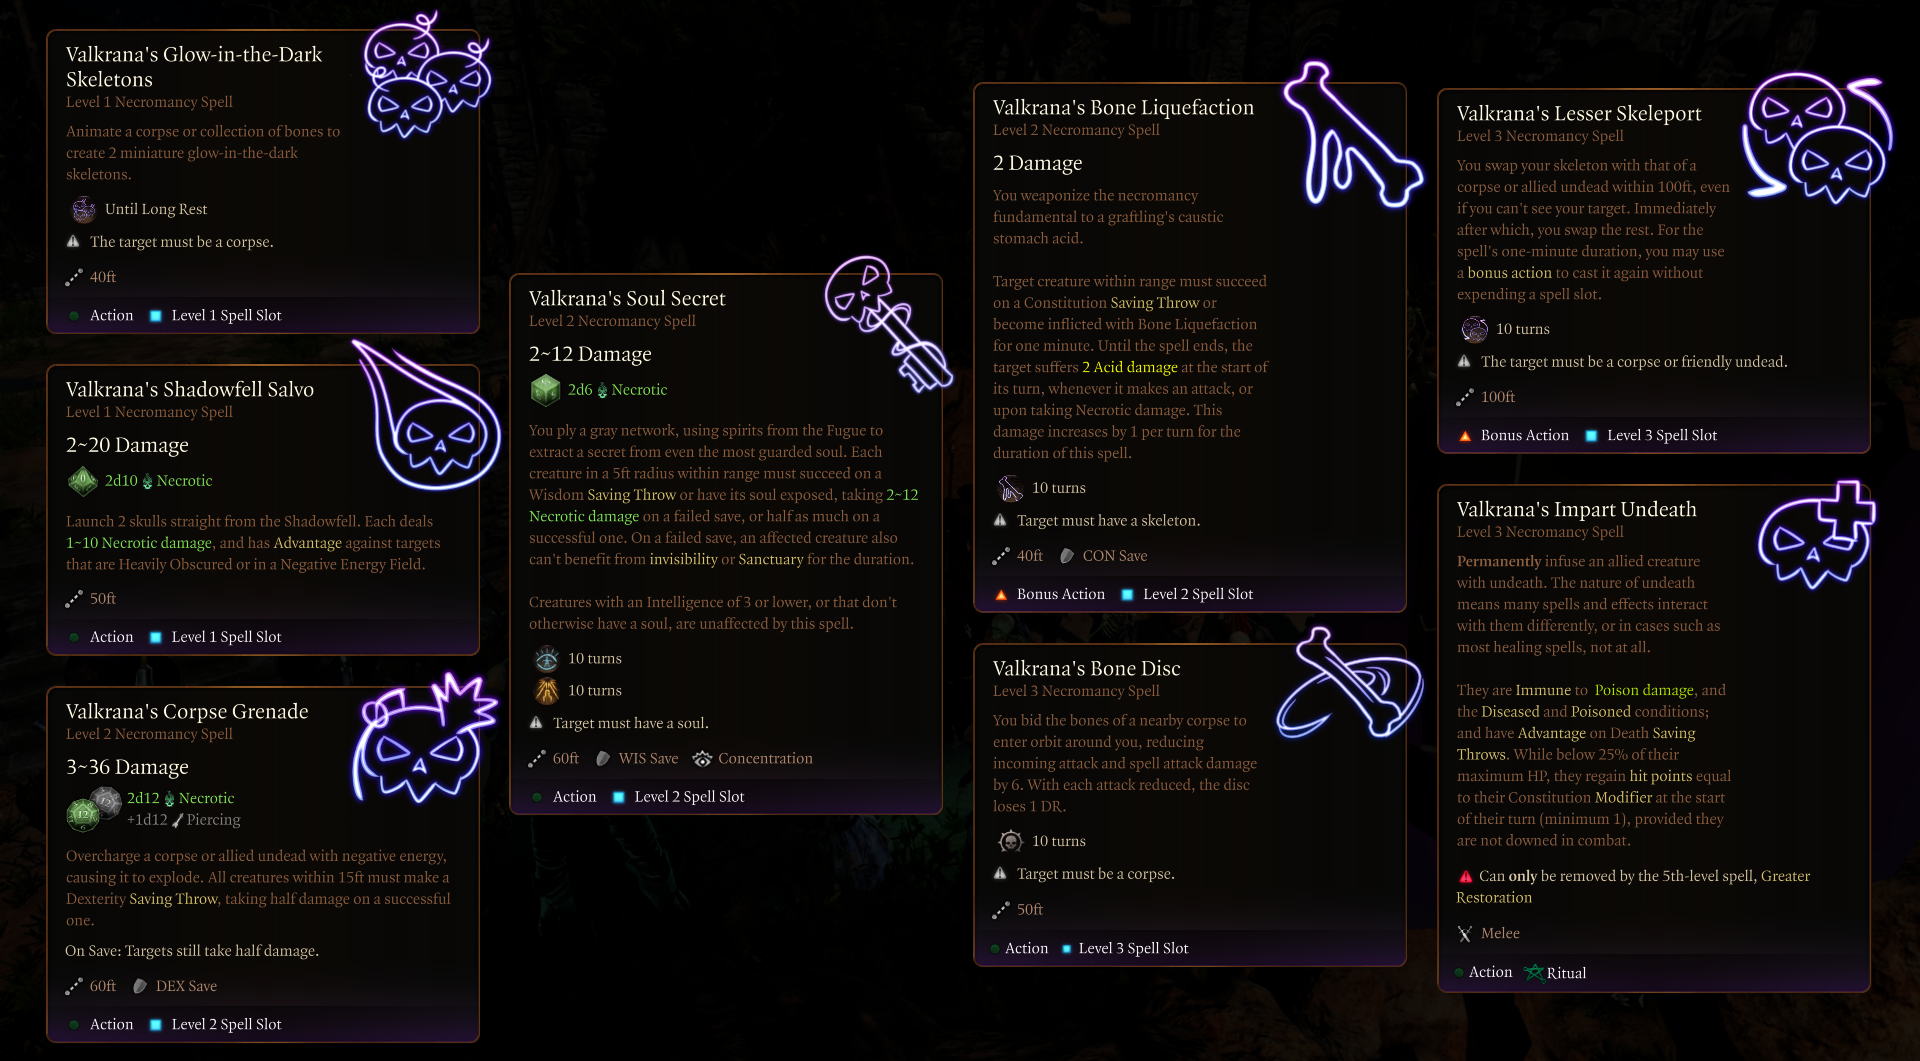 Valkrana's Glow-in-the-Dark
Skeletons
Level 1 Necromancy Spell
Animate a corpse or collection of bones to
create 2 miniature glow-in-the-dark
skeletons.
Until Long Rest
The target must be a corpse.
40ft
Action Level 1 Spell Slot
Valkrana's Shadowfell Salvo
Level 1 Necromancy Spell
2~20 Damage
2d10 Necrotic
Launch 2 skulls straight from the Shadowfell. Each deals
1~10 Necrotic damage, and has Advantage against targets
that are Heavily Obscured or in a Negative Energy Field.
50ft
Action Level 1 Spell Slot
Valkrana's Corpse Grenade
Level 2 Necromancy Spell
3~36 Damage
2d12 Necrotic
+1d12 Piercing
Overcharge a corpse or allied undead with negative energy,
causing it to explode. All creatures within 15ft must make a
Dexterity Saving Throw, taking half damage on a successful
one.
On Save: Targets still take half damage.
60ft DEX Save
Action Level 2 Spell Slot
Valkrana's Soul Secret
Level 2 Necromancy Spell
2~12 Damage
2d6 Necrotic
You ply a gray network, using spirits from the Fugue to
extract a secret from even the most guarded soul. Each
creature in a 5ft radius within range must succeed on a
Wisdom Saving Throw or have its soul exposed, taking 2~12
Necrotic damage on a failed save, or half as much on a
successful one. On a failed save, an affected creature also
can't benefit from invisibility or Sanctuary for the duration.
Creatures with an Intelligence of 3 or lower, or that don't
otherwise have a soul, are unaffected by this spell.
10 turns
10 turns
Target must have a soul.
60ft WIS Save Concentration
Action Level 2 Spell Slot
Valkrana's Bone Liquefaction
Level 2 Necromancy Spell
2 Damage
You weaponize the necromancy
fundamental to a graftling's caustic
stomach acid.
Target creature within range must succeed
on a Constitution Saving Throw or
become inflicted with Bone Liquefaction
for one minute. Until the spell ends, the
target suffers 2 Acid damage at the start of
its turn, whenever it makes an attack, or
upon taking Necrotic damage. This
damage increases by 1 per turn for the
duration of this spell.
10 turns
Target must have a skeleton.
40ft CON Save
Bonus Action Level 2 Spell Slot
Valkrana's Bone Disc
Level 3 Necromancy Spell
You bid the bones of a nearby corpse to
enter orbit around you, reducing
incoming attack and spell attack damage
by 6. With each attack reduced, the disc
loses 1 DR.
10 turns
Target must be a corpse.
50ft
Action Level 3 Spell Slot
Valkrana's Lesser Skeleport
Level 3 Necromancy Spell
You swap your skeleton with that of a
corpse or allied undead within 100ft, even
if you can't see your target. Immediately
after which, you swap the rest. For the
spell's one-minute duration, you may use
a bonus action to cast it again without
expending a spell slot.
10 turns
The target must be a corpse or friendly undead.
100ft
Bonus Action Level 3 Spell Slot
Valkrana's Impart Undeath
Level 3 Necromancy Spell
Permanently infuse an allied creature
with undeath. The nature of undeath
means many spells and effects interact
with them differently, or in cases such as
most healing spells, not at all.
They are Immune to Poison damage, and
the Diseased and Poisoned conditions;
and have Advantage on Death Saving
Throws. While below 25% of their
maximum HP, they regain hit points equal
to their Constitution Modifier at the start
of their turn (minimum 1), provided they
are not downed in combat.
Can only be removed by the 5th-level spell, Greater
Restoration
Melee
Action Ritual